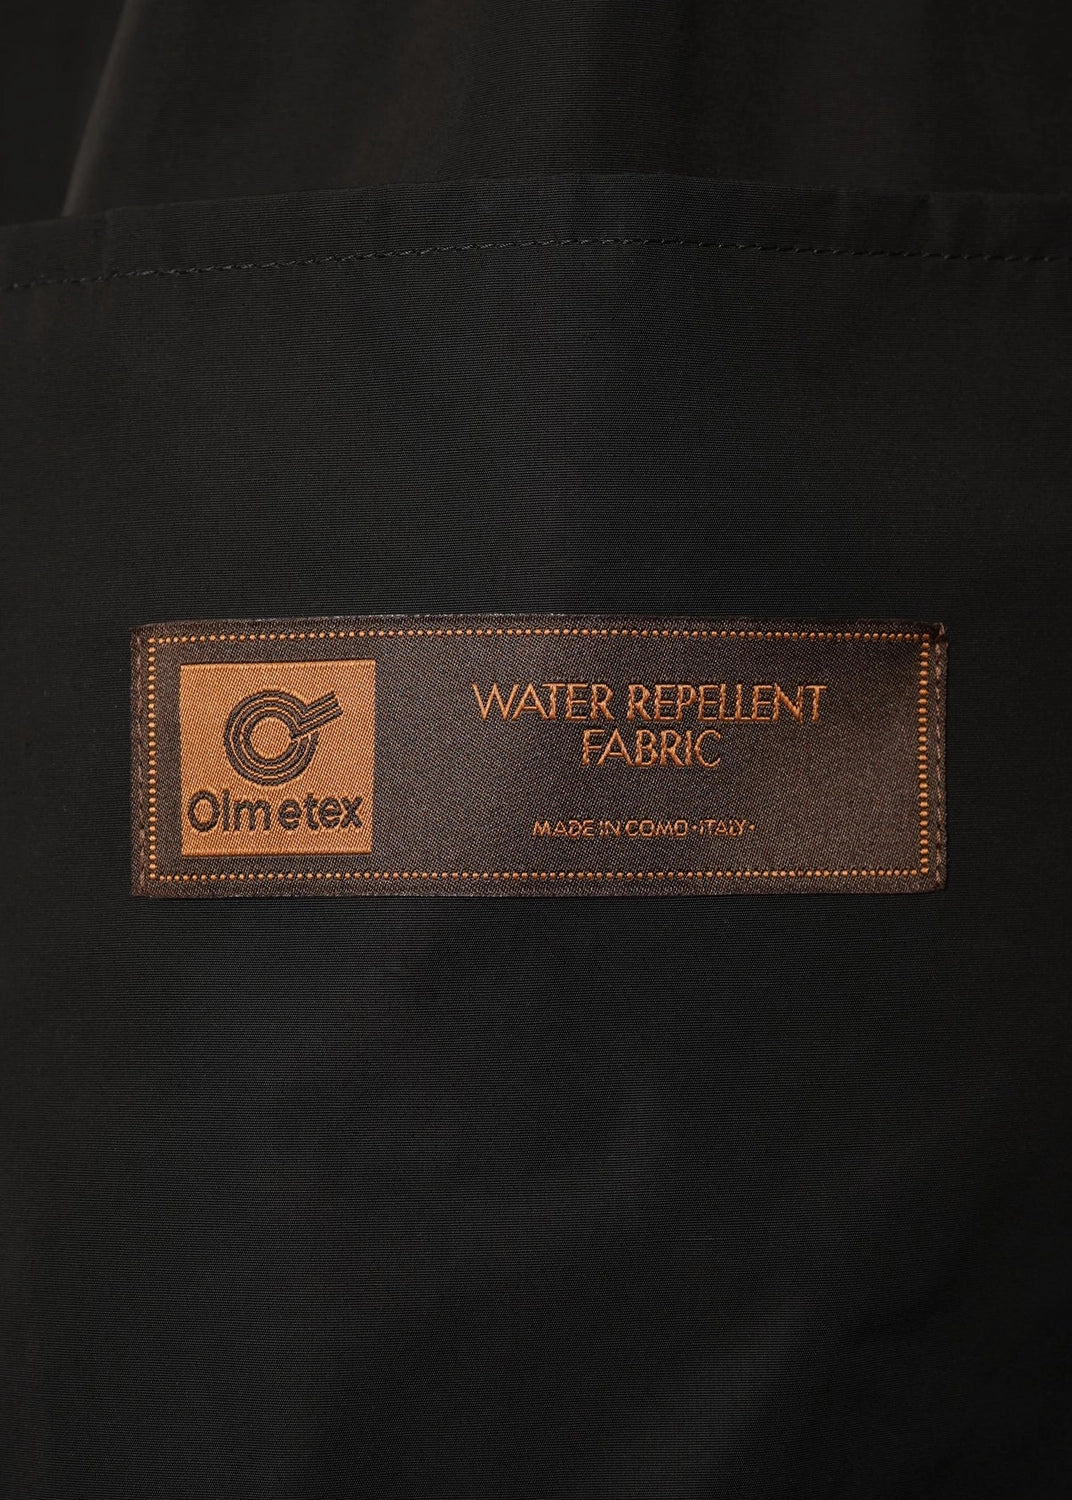 Olmetex
WATER REPELLENT
FABRIC
MADE IN COMO • ITALY •